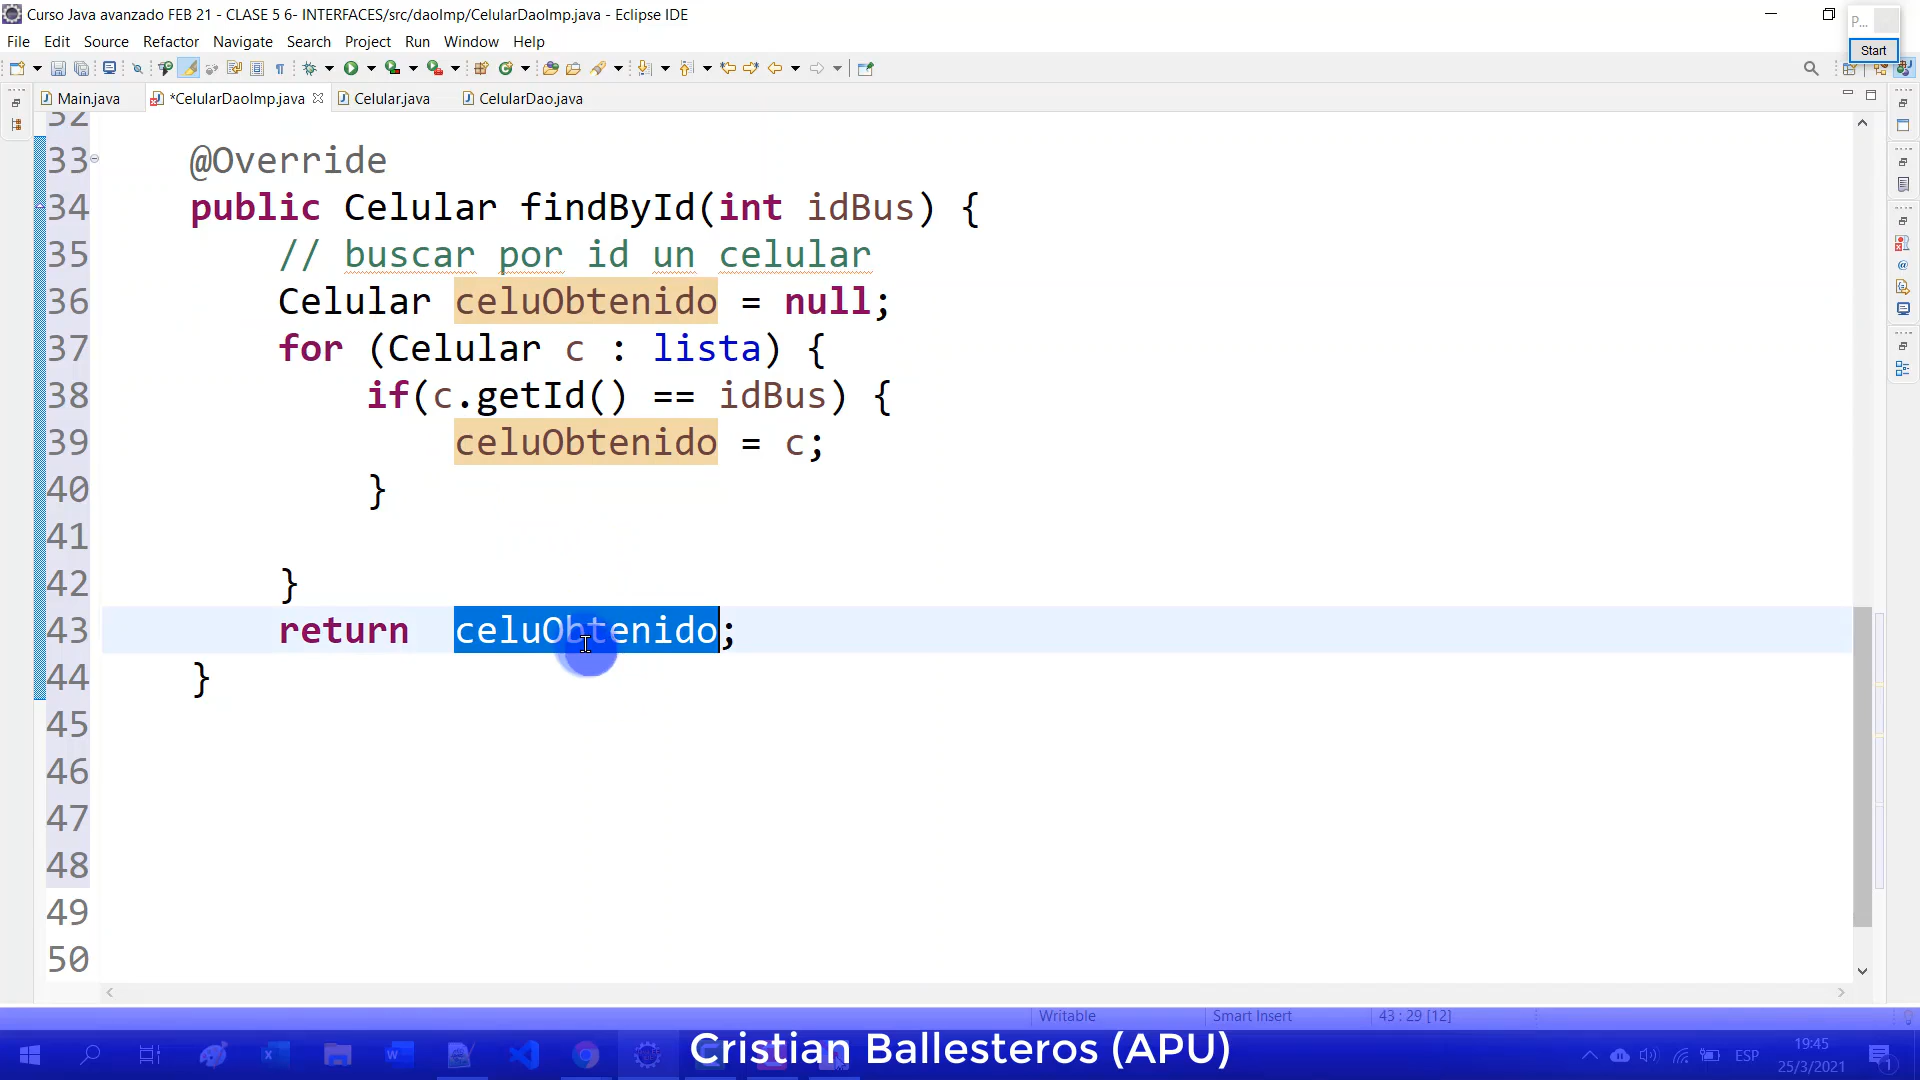 Curso Java avanzado FEB 21 - CLASE 5 6- INTERFACES/src/daoImp/CelularDaoImp.java - Eclipse IDE
P...
File Edit Source Refactor Navigate Search Project Run Window Help
Start
Main.java *CelularDaoImp.java Celular.java CelularDao.java
32
33 @Override
34 public Celular findById(int idBus) {
35 // buscar por id un celular
36 Celular celuObtenido = null;
37 for (Celular c : lista) {
38 if(c.getId() == idBus) {
39 celuObtenido = c;
40 }
41
42 }
43 return celuObtenido;
44 }
45
46
47
48
49
50
Writable Smart Insert 43 : 29 [12]
Cristian Ballesteros (APU)
ESP
19:45
25/3/2021